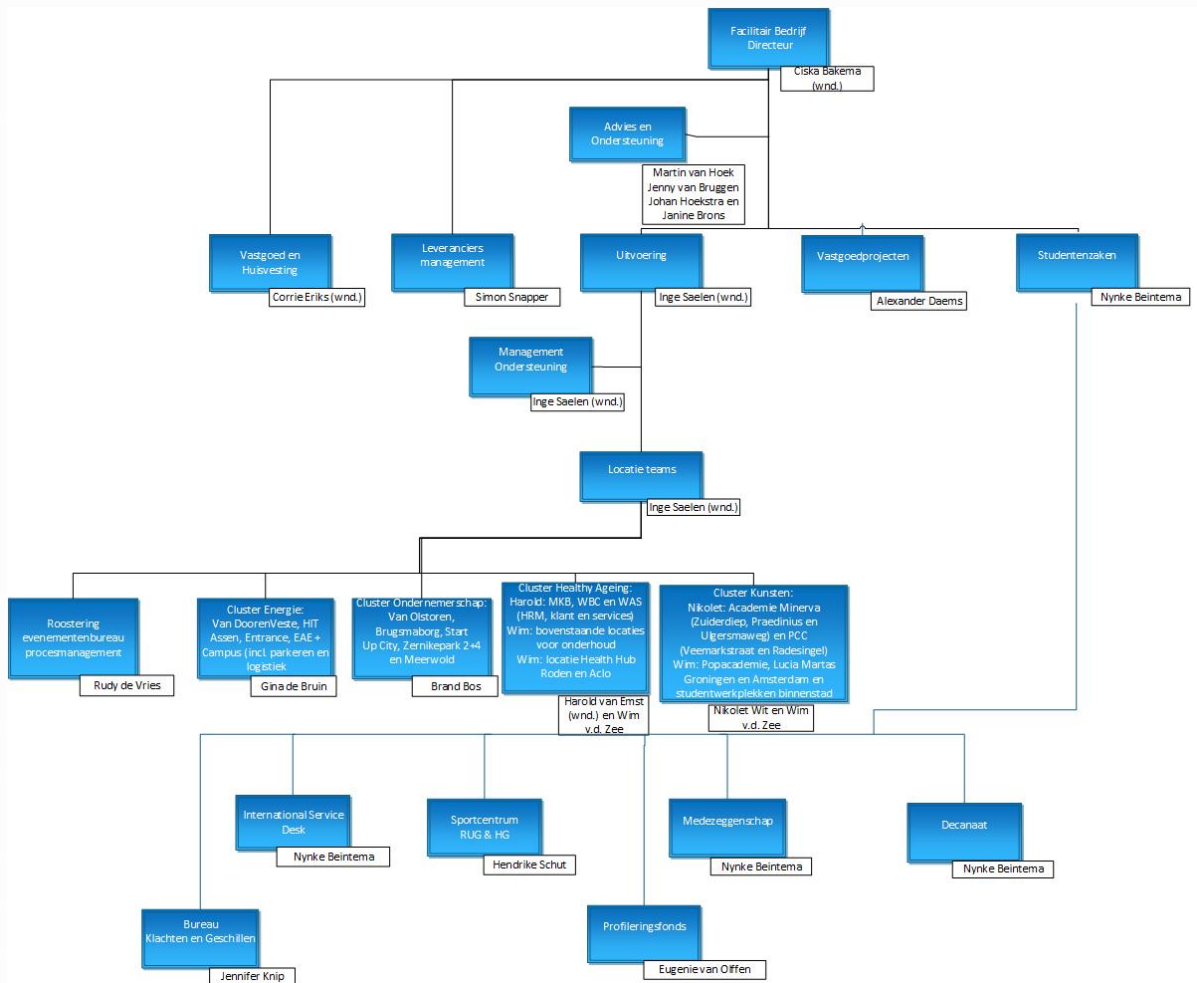 Facilitair Bedrijf
Directeur
Ciska Bakema
(wnd.)
Advies en
Ondersteuning
Martin van Hoek
Jenny van Bruggen
Johan Hoekstra en
Janine Brons
Vastgoed en
Huisvesting
Corrie Eriks (wnd.)
Leveranciers
management
Simon Snapper
Uitvoering
Inge Saelen (wnd.)
Vastgoedprojecten
Alexander Daems
Studentenzaken
Nynke Beintema
Management
Ondersteuning
Inge Saelen (wnd.)
Locatie teams
Inge Saelen (wnd.)
Roostering
evenementenbureau
procesmanagement
Rudy de Vries
Cluster Energie:
Van DoorenVeste, HIT
Assen, Entrance, EAE +
Campus (incl. parkeren en
logistiek
Gina de Bruin
Cluster Ondernemerschap:
Van Olstoren,
Brugsmaborg, Start
Up City, Zernikepark 2+4
en Meerwold
Brand Bos
Cluster Healthy Ageing:
Harold: MKB, WBC en WAS
(HRM, klant en services)
Wim: bovenstaande locaties
voor onderhoud
Wim: locatie Health Hub
Roden en Aclo
Harold van Emst
(wnd.) en Wim
v.d. Zee
Cluster Kunsten:
Nikolet: Academie Minerva
(Zuiderdiep, Praedinius en
Ulgersmaweg) en PCC
(Veemarkstraat en Radesingel)
Wim: Popacademie, Lucia Martas
Groningen en Amsterdam en
studentwerkplekken binnenstad
Nikolet Wit en Wim
v.d. Zee
International Service
Desk
Nynke Beintema
Sportcentrum
RUG & HG
Hendrike Schut
Medezeggenschap
Nynke Beintema
Decanaat
Nynke Beintema
Bureau
Klachten en Geschillen
Jennifer Knip
Profileringsfonds
Eugenie van Olffen